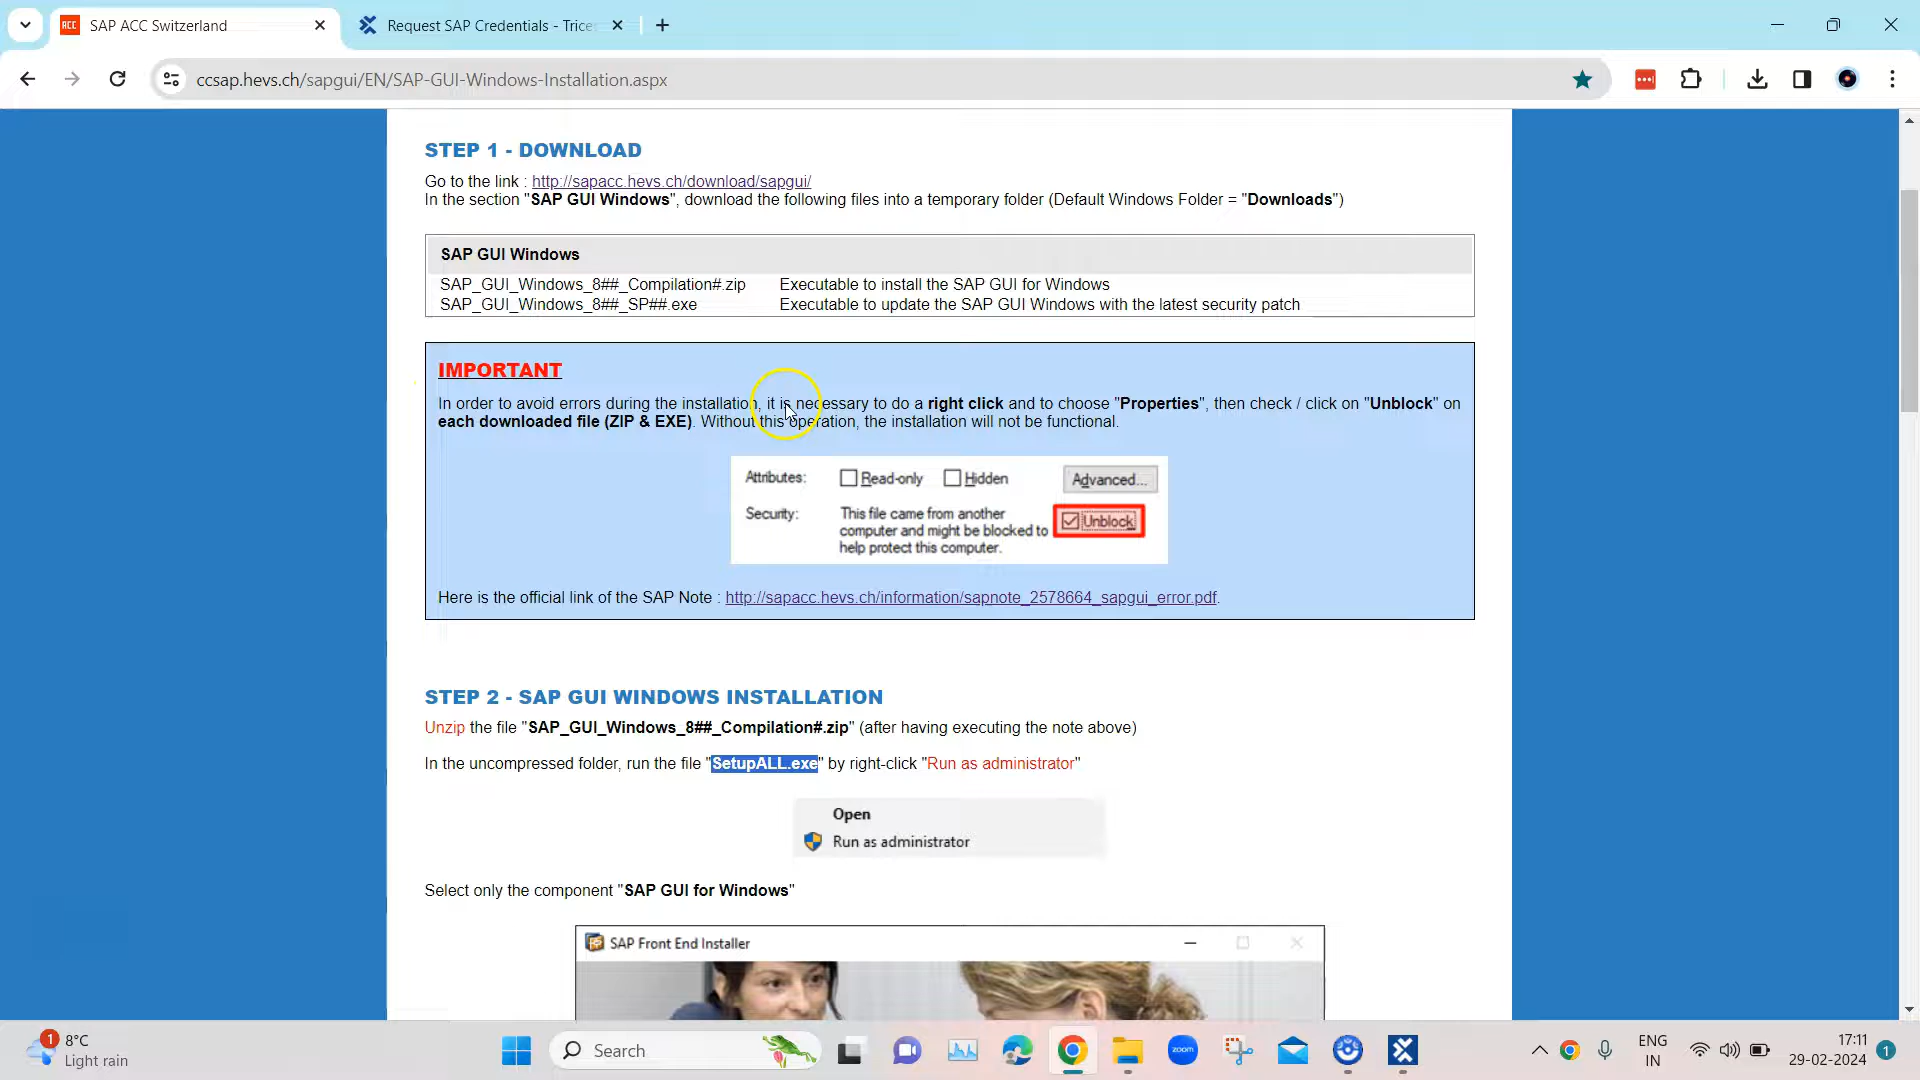 SAP ACC Switzerland
Request SAP Credentials - Trice
ccsap.hevs.ch/sapgui/EN/SAP-GUI-Windows-Installation.aspx
STEP 1 - DOWNLOAD
Go to the link : http://sapacc.hevs.ch/download/sapgui/
In the section "SAP GUI Windows", download the following files into a temporary folder (Default Windows Folder = "Downloads")
SAP GUI Windows
SAP_GUI_Windows_8##_Compilation#.zip Executable to install the SAP GUI for Windows
SAP_GUI_Windows_8##_SP##.exe Executable to update the SAP GUI Windows with the latest security patch
IMPORTANT
In order to avoid errors during the installation, it is necessary to do a right click and to choose "Properties", then check / click on "Unblock" on
each downloaded file (ZIP & EXE). Without this operation, the installation will not be functional.
Attributes: Read-only Hidden Advanced...
Security: This file came from another
computer and might be blocked to
help protect this computer.
Unblock
Here is the official link of the SAP Note : http://sapacc.hevs.ch/information/sapnote_2578664_sapgui_error.pdf.
STEP 2 - SAP GUI WINDOWS INSTALLATION
Unzip the file "SAP_GUI_Windows_8##_Compilation#.zip" (after having executing the note above)
In the uncompressed folder, run the file "SetupALL.exe" by right-click "Run as administrator"
Open
Run as administrator
Select only the component "SAP GUI for Windows"
SAP Front End Installer
1
8°C
Light rain
Search
zoom
ENG
IN
17:11
29-02-2024
1